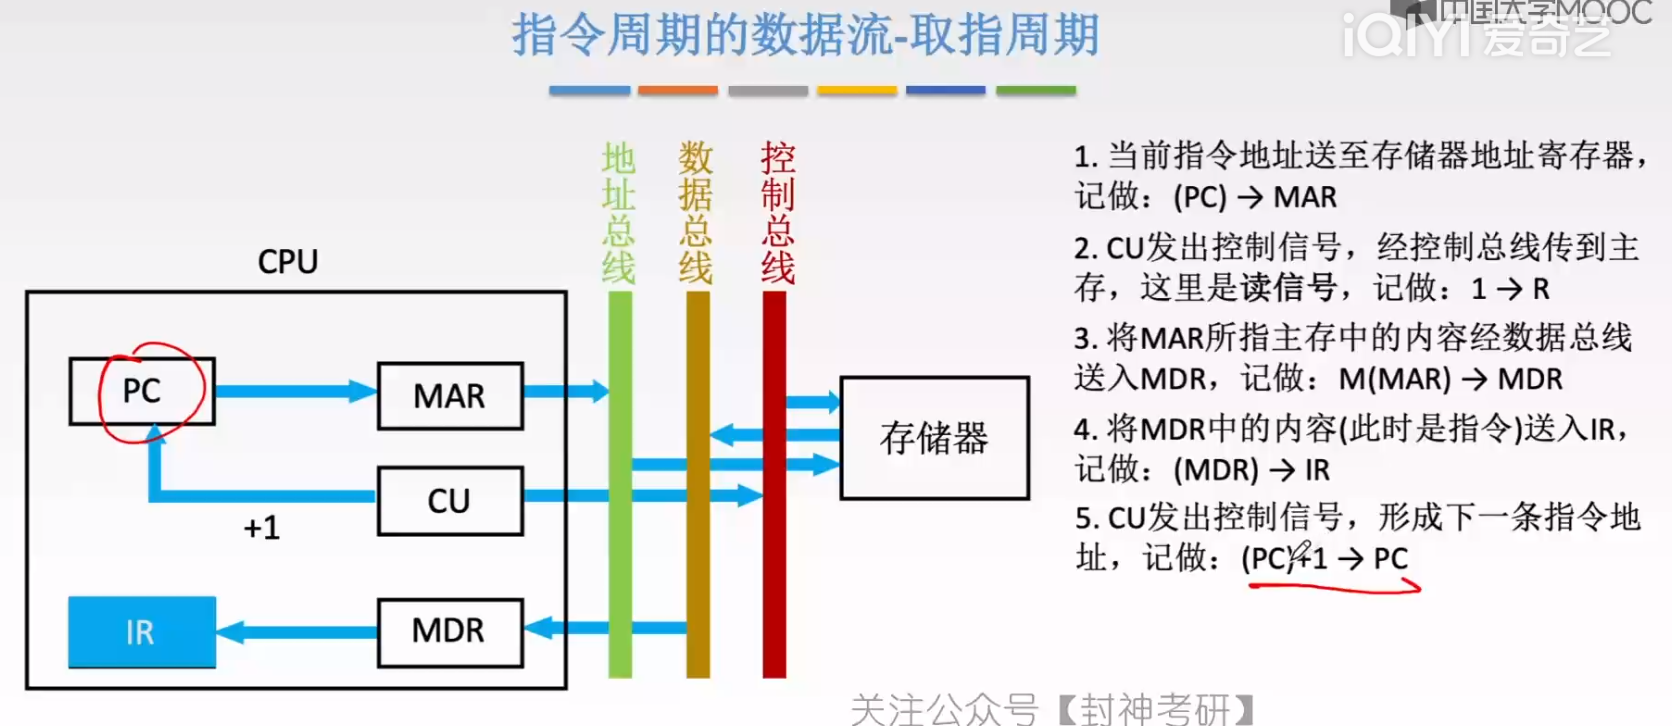 中国大学MOOC
iQIYI 爱奇艺
指令周期的数据流-取指周期
地址总线
数据总线
控制总线
CPU
PC
MAR
CU
+1
IR
MDR
存储器
1. 当前指令地址送至存储器地址寄存器，
记做：(PC) → MAR
2. CU发出控制信号，经控制总线传到主
存，这里是读信号，记做：1 → R
3. 将MAR所指主存中的内容经数据总线
送入MDR，记做：M(MAR) → MDR
4. 将MDR中的内容(此时是指令)送入IR，
记做：(MDR) → IR
5. CU发出控制信号，形成下一条指令地
址，记做：(PC)+1 → PC
关注公众号【封神考研】